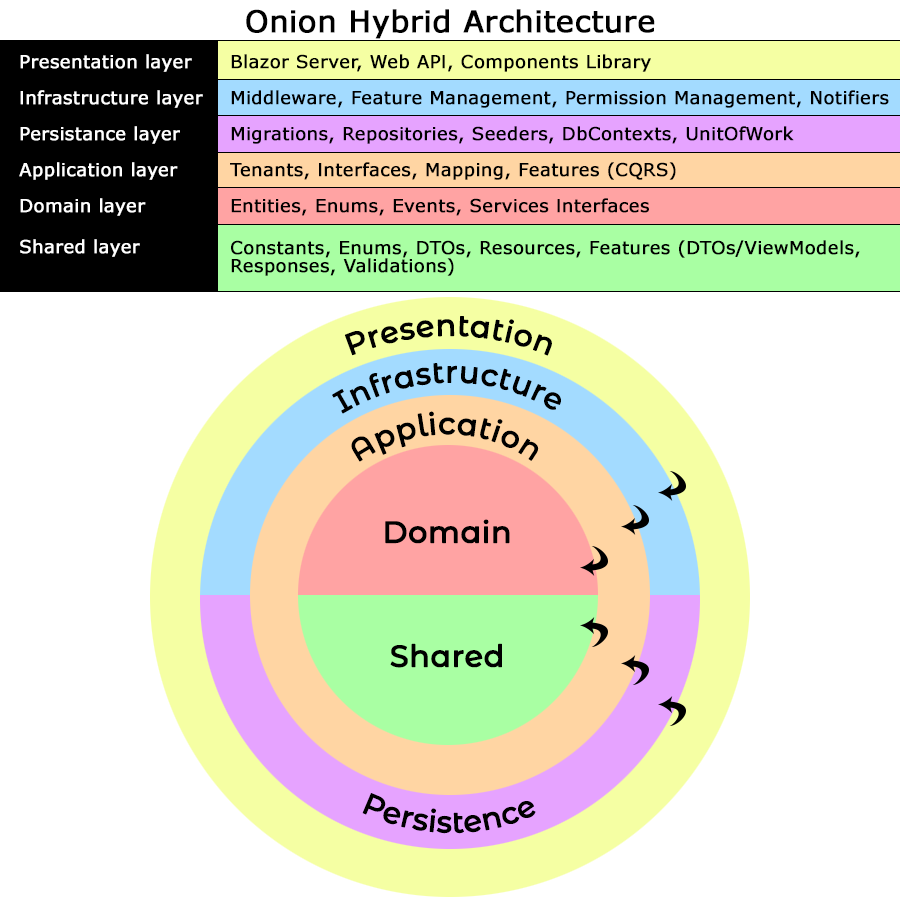 Onion Hybrid Architecture
Presentation layer
Blazor Server, Web API, Components Library
Infrastructure layer
Middleware, Feature Management, Permission Management, Notifiers
Persistance layer
Migrations, Repositories, Seeders, DbContexts, UnitOfWork
Application layer
Tenants, Interfaces, Mapping, Features (CQRS)
Domain layer
Entities, Enums, Events, Services Interfaces
Shared layer
Constants, Enums, DTOs, Resources, Features (DTOs/ViewModels,
Responses, Validations)
Presentation
Infrastructure
Application
Domain
Shared
Persistence